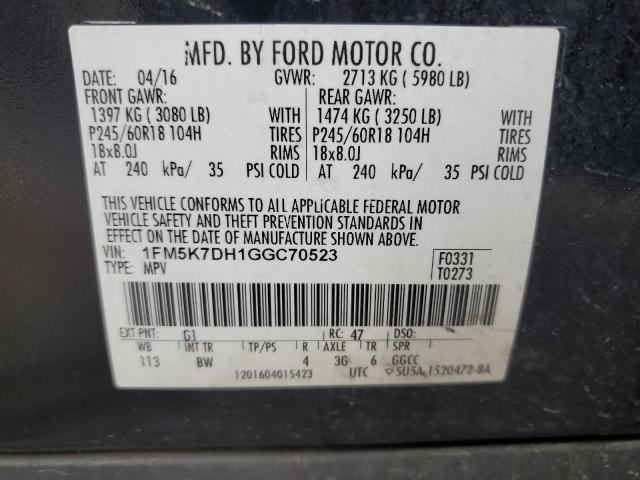 MFD. BY FORD MOTOR CO.
DATE: 04/16 GVWR: 2713 KG ( 5980 LB)
FRONT GAWR: REAR GAWR:
1397 KG ( 3080 LB) WITH 1474 KG ( 3250 LB) WITH
P245/60R18 104H TIRES P245/60R18 104H TIRES
18x8.0J RIMS 18x8.0J RIMS
AT 240 kPa/ 35 PSI COLD AT 240 kPa/ 35 PSI COLD
THIS VEHICLE CONFORMS TO ALL APPLICABLE FEDERAL MOTOR
VEHICLE SAFETY AND THEFT PREVENTION STANDARDS IN
EFFECT ON THE DATE OF MANUFACTURE SHOWN ABOVE.
VIN: 1FM5K7DH1GGC70523 F0331
TYPE: MPV T0273
EXT PNT: G1 RC: 47 DSO:
WB INT TR TP/PS R AXLE TR SPR
113 BW 4 3G 6 GGCC
1201604015423 UTC ▽5U5A-1520472-BA